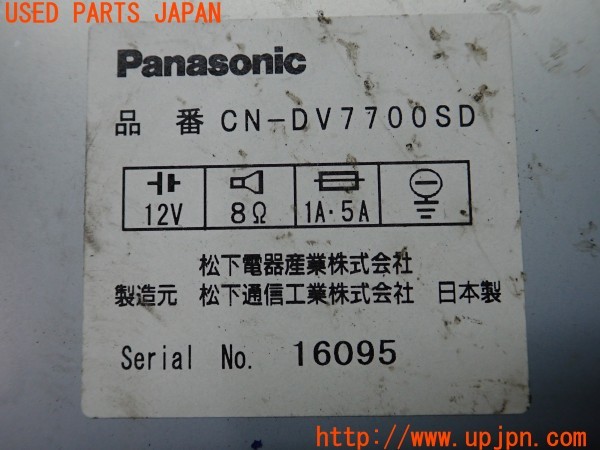 USED PARTS JAPAN
Panasonic
品 番 CN-DV7700SD
12V 8Ω 1A·5A
松下電器産業株式会社
製造元 松下通信工業株式会社 日本製
Serial No. 16095
http://www.upjpn.com